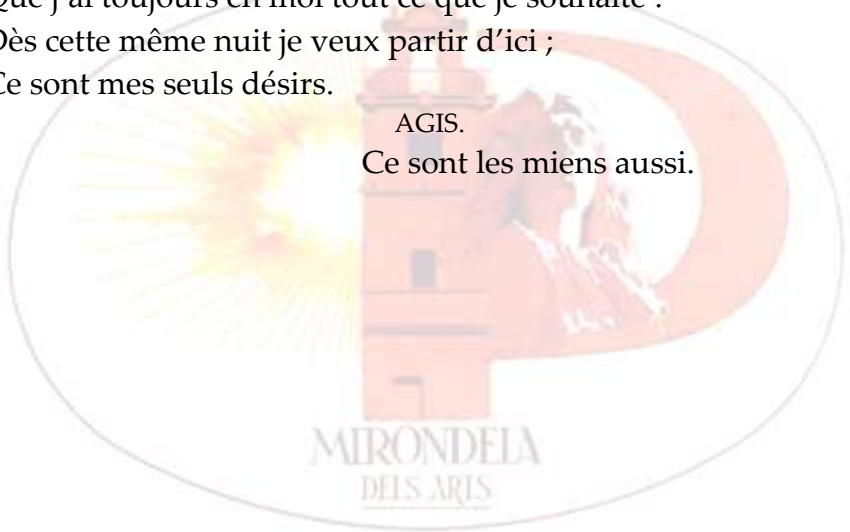 Que j'ai toujours en moi tout ce que je souhaite :
Dès cette même nuit je veux partir d'ici ;
Ce sont mes seuls désirs.
AGIS.
Ce sont les miens aussi.
MIRONDELA
DELS ARTS